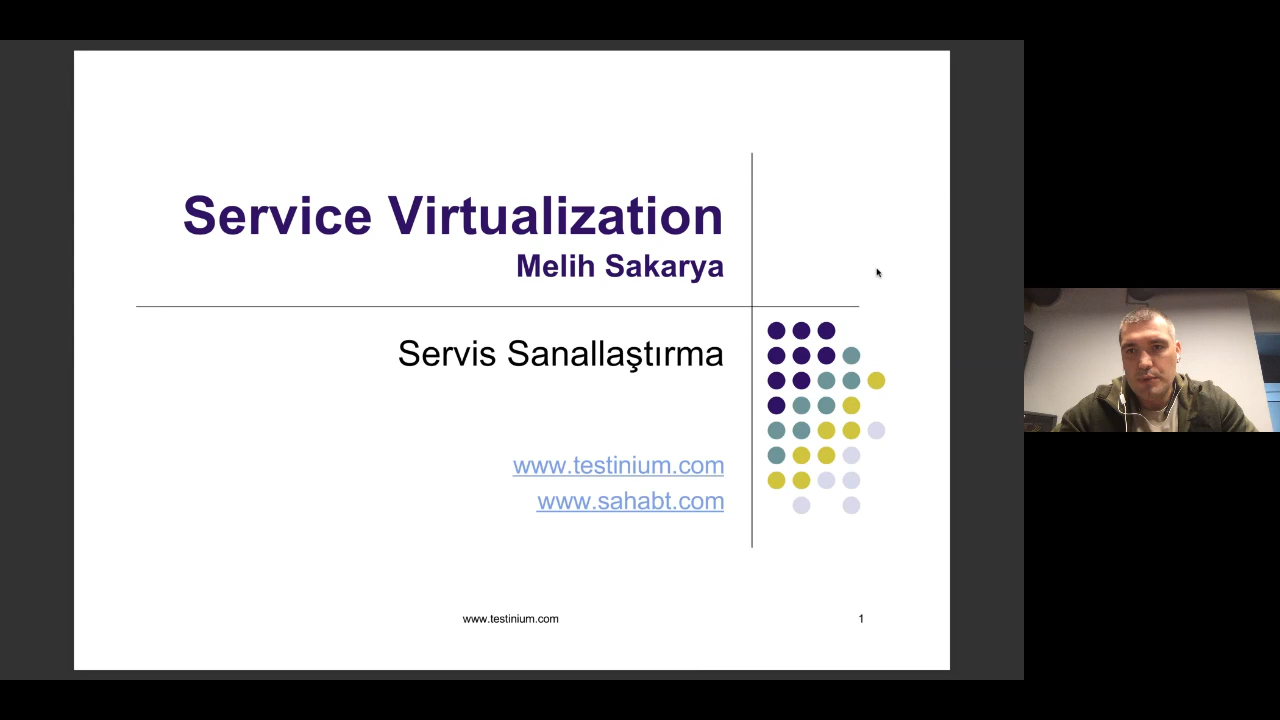 Service Virtualization
Melih Sakarya
Servis Sanallaştırma
www.testinium.com
www.sahabt.com
www.testinium.com
1